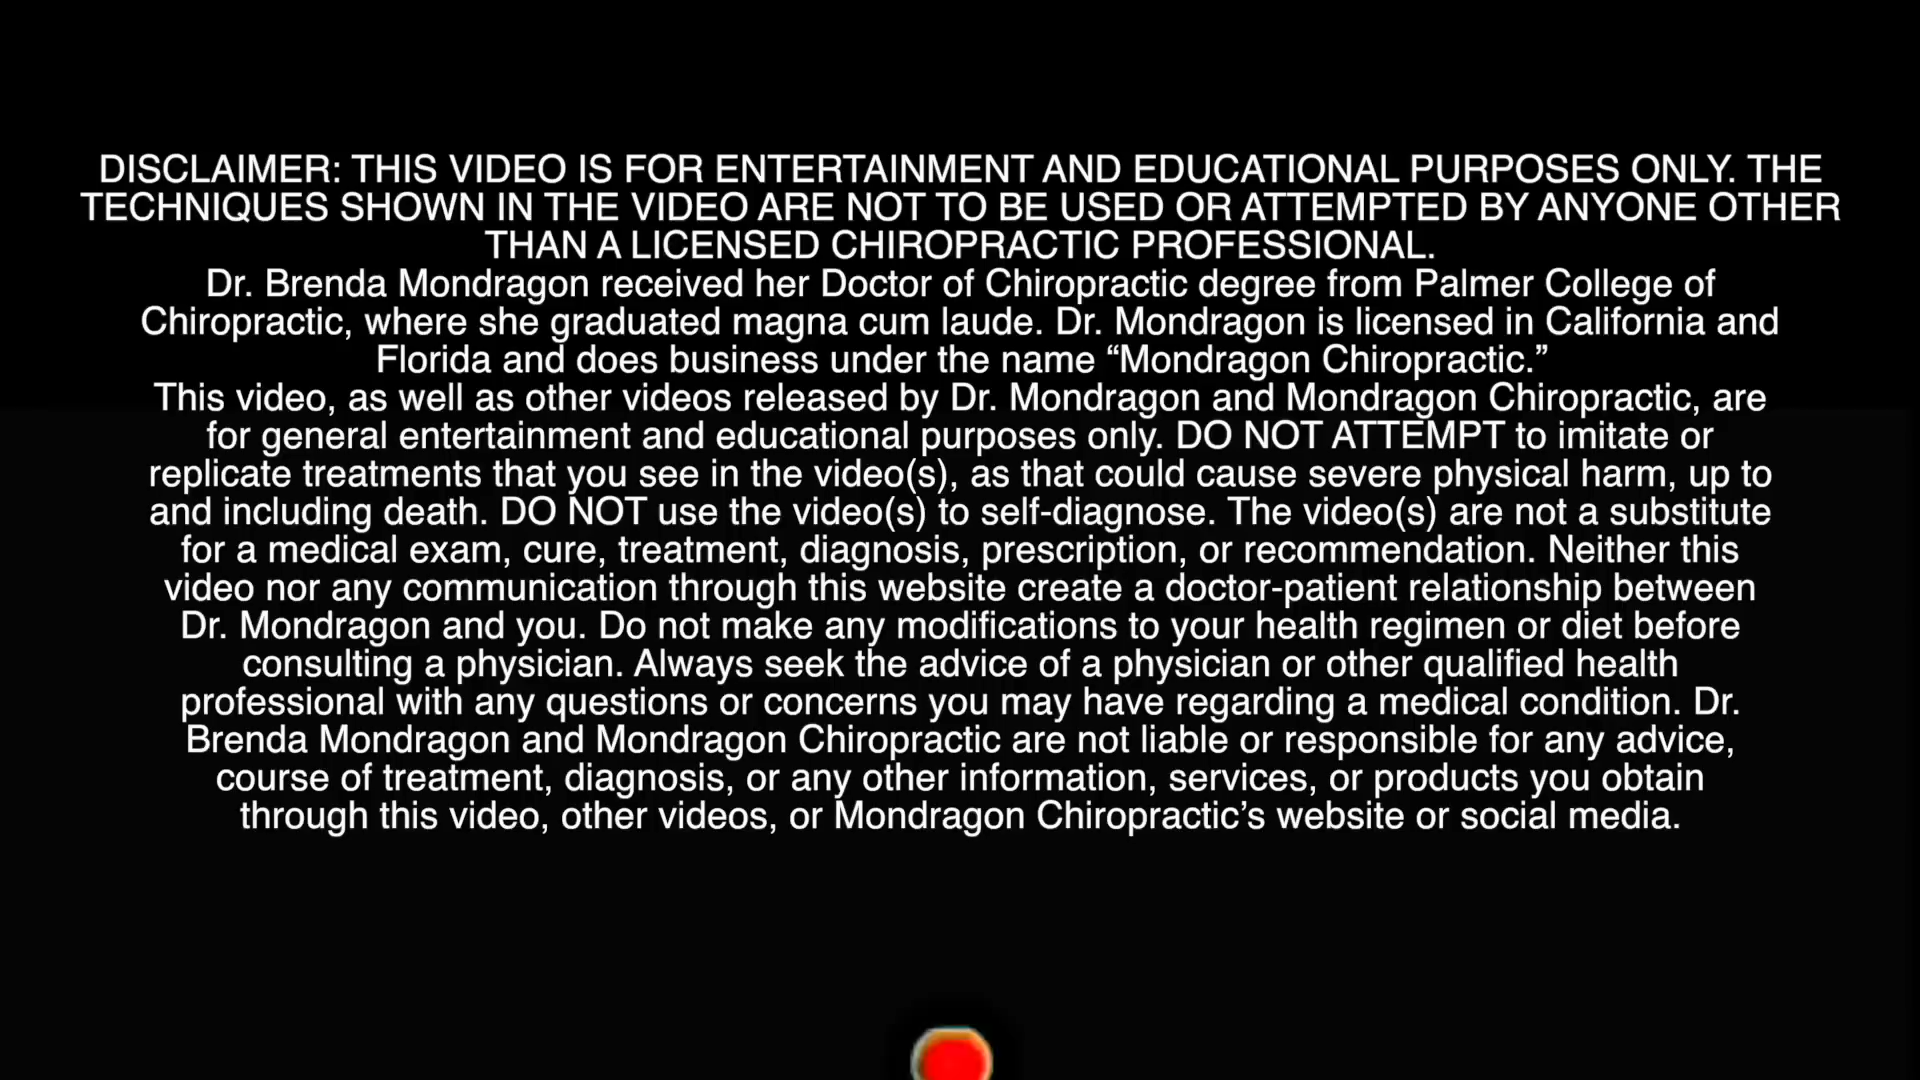 DISCLAIMER: THIS VIDEO IS FOR ENTERTAINMENT AND EDUCATIONAL PURPOSES ONLY. THE
TECHNIQUES SHOWN IN THE VIDEO ARE NOT TO BE USED OR ATTEMPTED BY ANYONE OTHER
THAN A LICENSED CHIROPRACTIC PROFESSIONAL.
Dr. Brenda Mondragon received her Doctor of Chiropractic degree from Palmer College of
Chiropractic, where she graduated magna cum laude. Dr. Mondragon is licensed in California and
Florida and does business under the name “Mondragon Chiropractic.”
This video, as well as other videos released by Dr. Mondragon and Mondragon Chiropractic, are
for general entertainment and educational purposes only. DO NOT ATTEMPT to imitate or
replicate treatments that you see in the video(s), as that could cause severe physical harm, up to
and including death. DO NOT use the video(s) to self-diagnose. The video(s) are not a substitute
for a medical exam, cure, treatment, diagnosis, prescription, or recommendation. Neither this
video nor any communication through this website create a doctor-patient relationship between
Dr. Mondragon and you. Do not make any modifications to your health regimen or diet before
consulting a physician. Always seek the advice of a physician or other qualified health
professional with any questions or concerns you may have regarding a medical condition. Dr.
Brenda Mondragon and Mondragon Chiropractic are not liable or responsible for any advice,
course of treatment, diagnosis, or any other information, services, or products you obtain
through this video, other videos, or Mondragon Chiropractic’s website or social media.